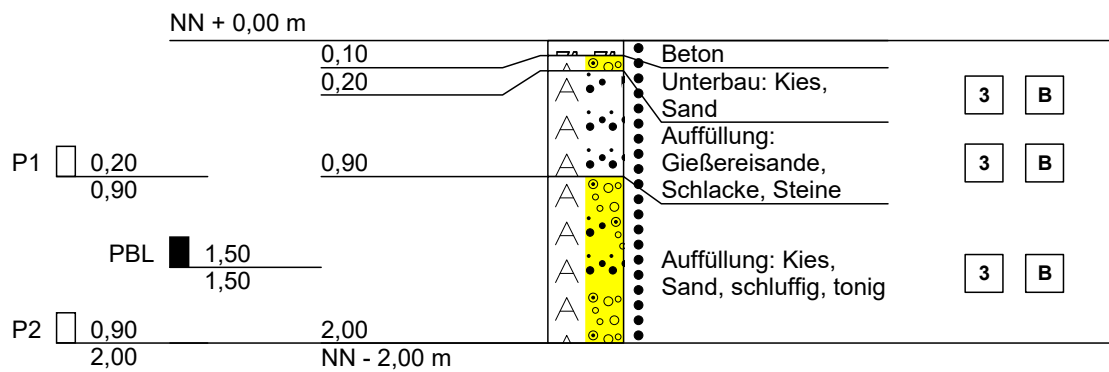 NN + 0,00 m
0,10
Beton
0,20
Unterbau: Kies,
Sand
3 B
P1 0,20
0,90
0,90
Auffüllung:
Gießereisande,
Schlacke, Steine
3 B
PBL 1,50
1,50
Auffüllung: Kies,
Sand, schluffig, tonig
3 B
P2 0,90
2,00
2,00
NN - 2,00 m
A
A
A
A
A
A
A
A
A